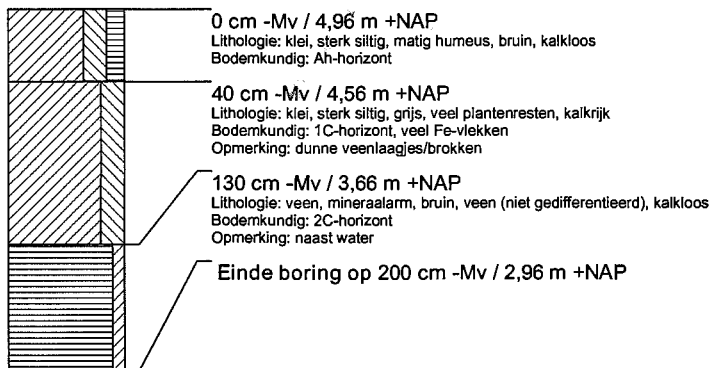 0 cm -Mv / 4,96 m +NAP
Lithologie: klei, sterk siltig, matig humeus, bruin, kalkloos
Bodemkundig: Ah-horizont
40 cm -Mv / 4,56 m +NAP
Lithologie: klei, sterk siltig, grijs, veel plantenresten, kalkrijk
Bodemkundig: 1C-horizont, veel Fe-vlekken
Opmerking: dunne veenlaagjes/brokken
130 cm -Mv / 3,66 m +NAP
Lithologie: veen, mineraalarm, bruin, veen (niet gedifferentieerd), kalkloos
Bodemkundig: 2C-horizont
Opmerking: naast water
Einde boring op 200 cm -Mv / 2,96 m +NAP